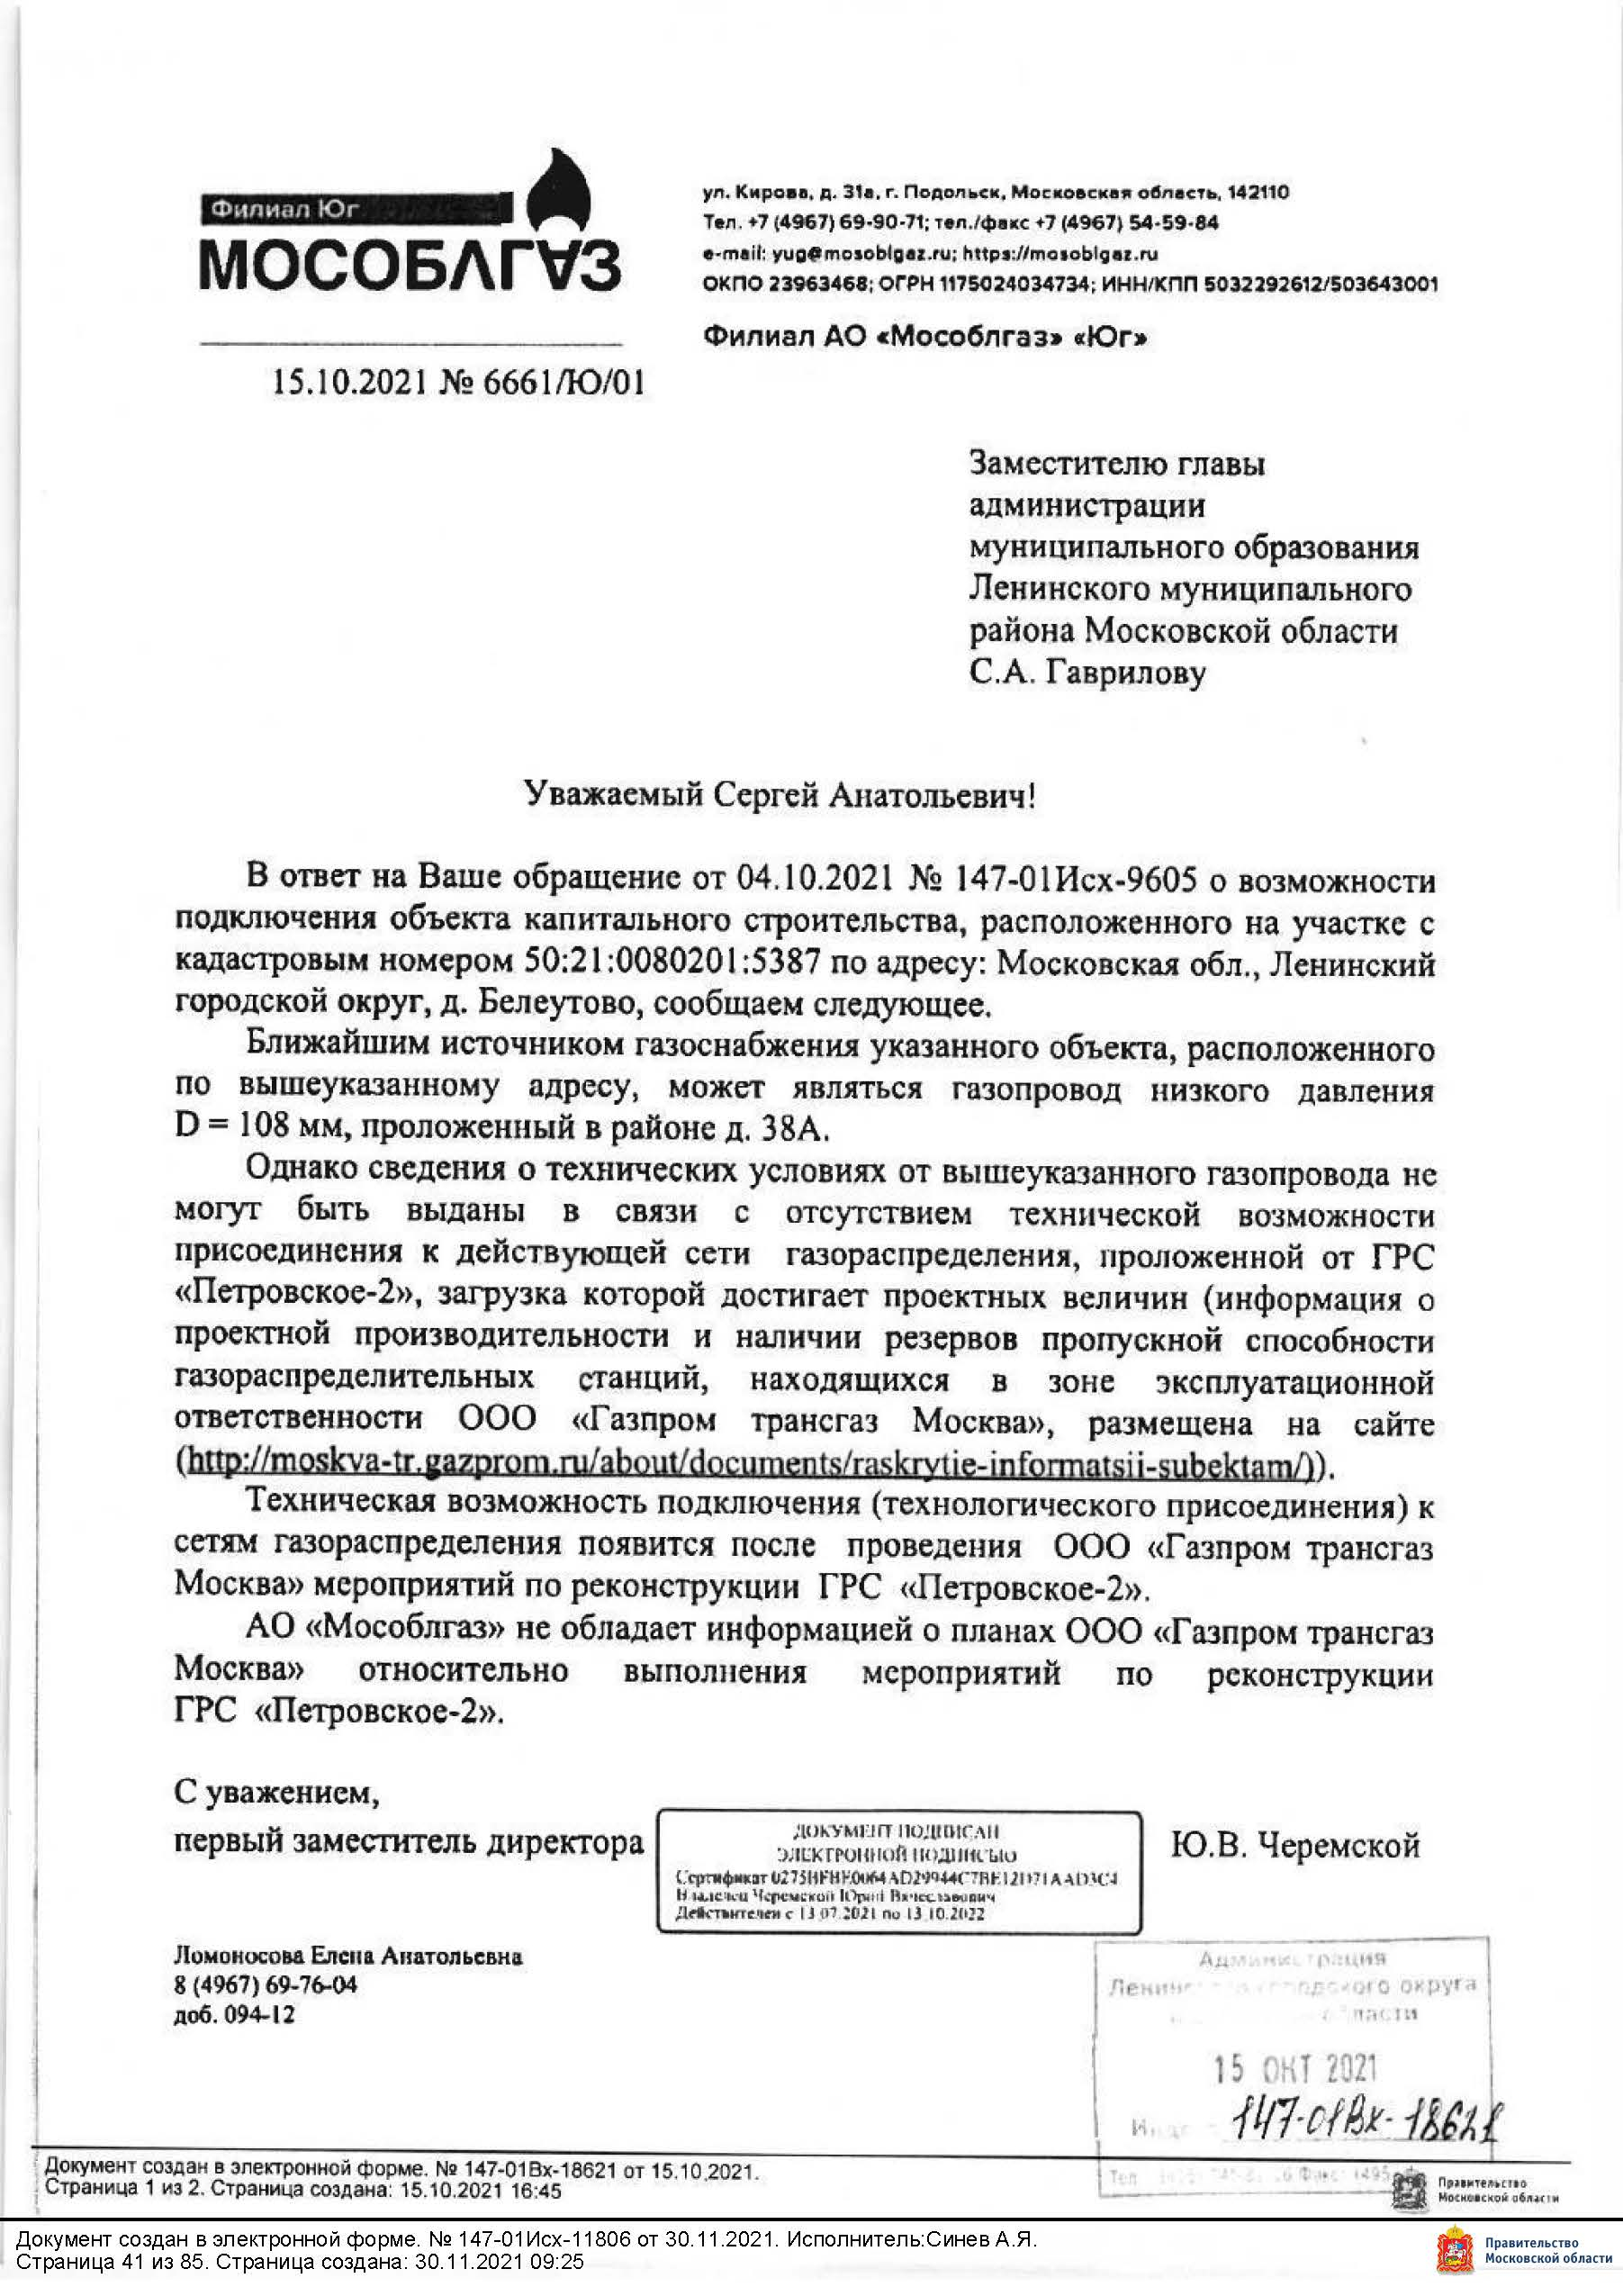 Филиал Юг
МОСОБЛГАЗ
ул. Кирова, д. 31а, г. Подольск, Московская область, 142110
Тел. +7 (4967) 69-90-71; тел./факс +7 (4967) 54-59-84
e-mail: yug@mosoblgaz.ru; https://mosoblgaz.ru
ОКПО 23963468; ОГРН 1175024034734; ИНН/КПП 5032292612/503643001
Филиал АО «Мособлгаз» «Юг»
15.10.2021 № 6661/Ю/01
Заместителю главы
администрации
муниципального образования
Ленинского муниципального
района Московской области
С.А. Гаврилову
Уважаемый Сергей Анатольевич!
В ответ на Ваше обращение от 04.10.2021 № 147-01Исх-9605 о возможности
подключения объекта капитального строительства, расположенного на участке с
кадастровым номером 50:21:0080201:5387 по адресу: Московская обл., Ленинский
городской округ, д. Белеутово, сообщаем следующее.
Ближайшим источником газоснабжения указанного объекта, расположенного
по вышеуказанному адресу, может являться газопровод низкого давления
D = 108 мм, проложенный в районе д. 38А.
Однако сведения о технических условиях от вышеуказанного газопровода не
могут быть выданы в связи с отсутствием технической возможности
присоединения к действующей сети газораспределения, проложенной от ГРС
«Петровское-2», загрузка которой достигает проектных величин (информация о
проектной производительности и наличии резервов пропускной способности
газораспределительных станций, находящихся в зоне эксплуатационной
ответственности ООО «Газпром трансгаз Москва», размещена на сайте
(http://moskva-tr.gazprom.ru/about/documents/raskrytie-informatsii-subektam/)).
Техническая возможность подключения (технологического присоединения) к
сетям газораспределения появится после проведения ООО «Газпром трансгаз
Москва» мероприятий по реконструкции ГРС «Петровское-2».
АО «Мособлгаз» не обладает информацией о планах ООО «Газпром трансгаз
Москва» относительно выполнения мероприятий по реконструкции
ГРС «Петровское-2».
С уважением,
первый заместитель директора
ДОКУМЕНТ ПОДПИСАН
ЭЛЕКТРОННОЙ ПОДПИСЬЮ
Сертификат
Владелец Черемской Юрий Вячеславович
Действителен с 13.07.2021 по 13.10.2022
Ю.В. Черемской
Ломоносова Елена Анатольевна
8 (4967) 69-76-04
доб. 094-12
Администрация
округа
15 ОКТ 2021
147-01Вх-18621
Документ создан в электронной форме. № 147-01Вх-18621 от 15.10.2021.
Страница 1 из 2. Страница создана: 15.10.2021 16:45
Правительство
Московской области
Документ создан в электронной форме. № 147-01Исх-11806 от 30.11.2021. Исполнитель:Синев А.Я.
Страница 41 из 85. Страница создана: 30.11.2021 09:25
Правительство
Московской области